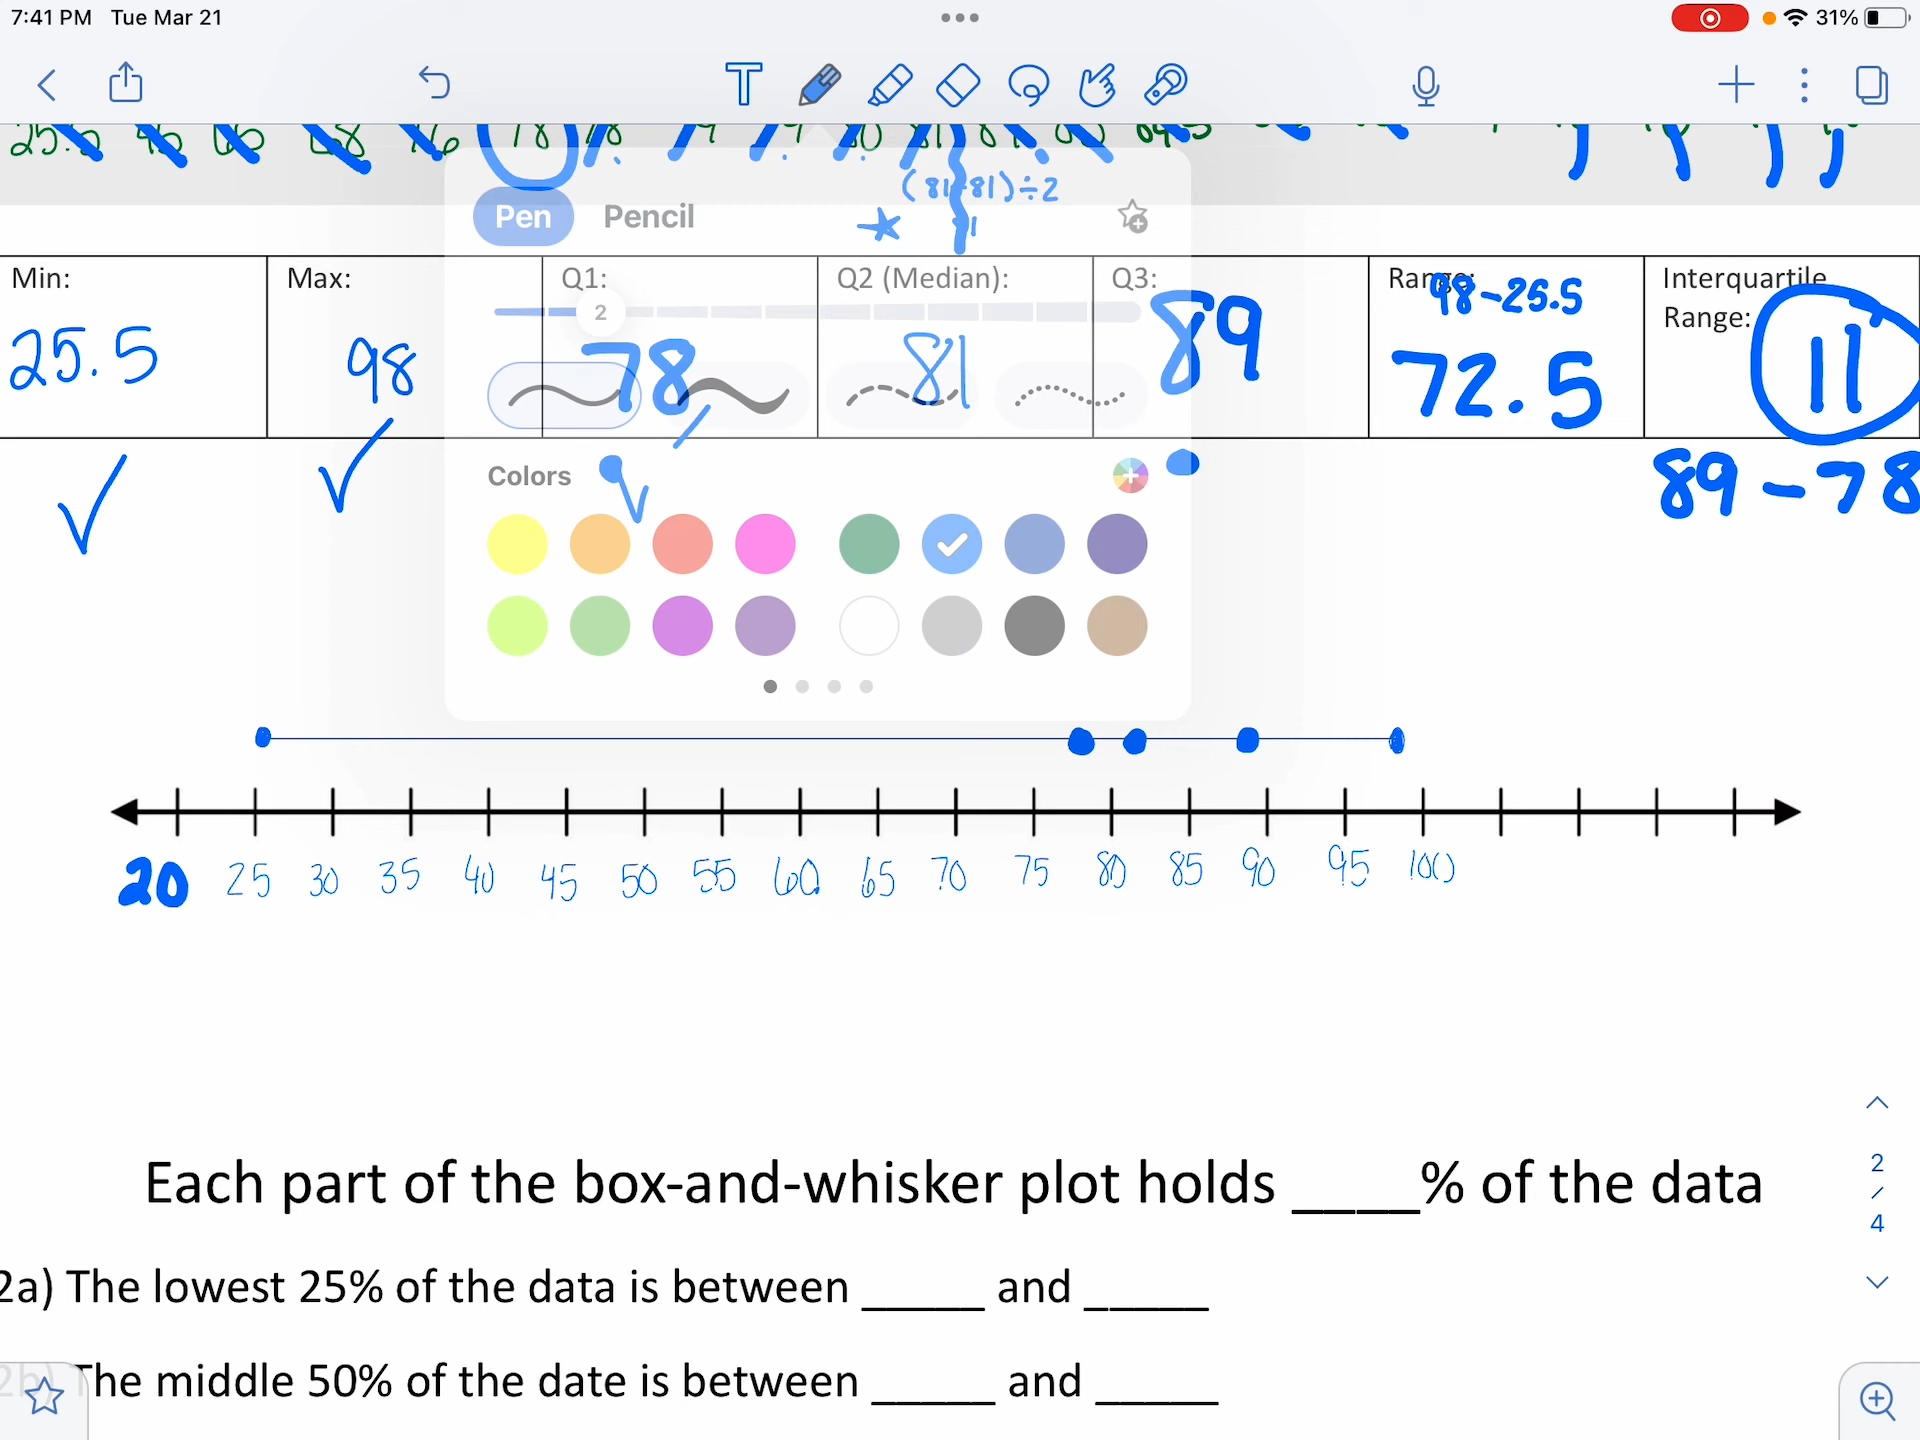 7:41 PM Tue Mar 21 31%
(81 81) ÷ 2
Pen Pencil
Min: Max: Q1: Q2 (Median): Q3: Range: Interquartile Range:
98-25.5
2
25.5 98 78 81 89 72.5 11
89-78
Colors
20 25 30 35 40 45 50 55 60 65 70 75 80 85 90 95 100
Each part of the box-and-whisker plot holds ____% of the data
2
/
4
2a) The lowest 25% of the data is between _____ and _____
2b) The middle 50% of the date is between _____ and _____